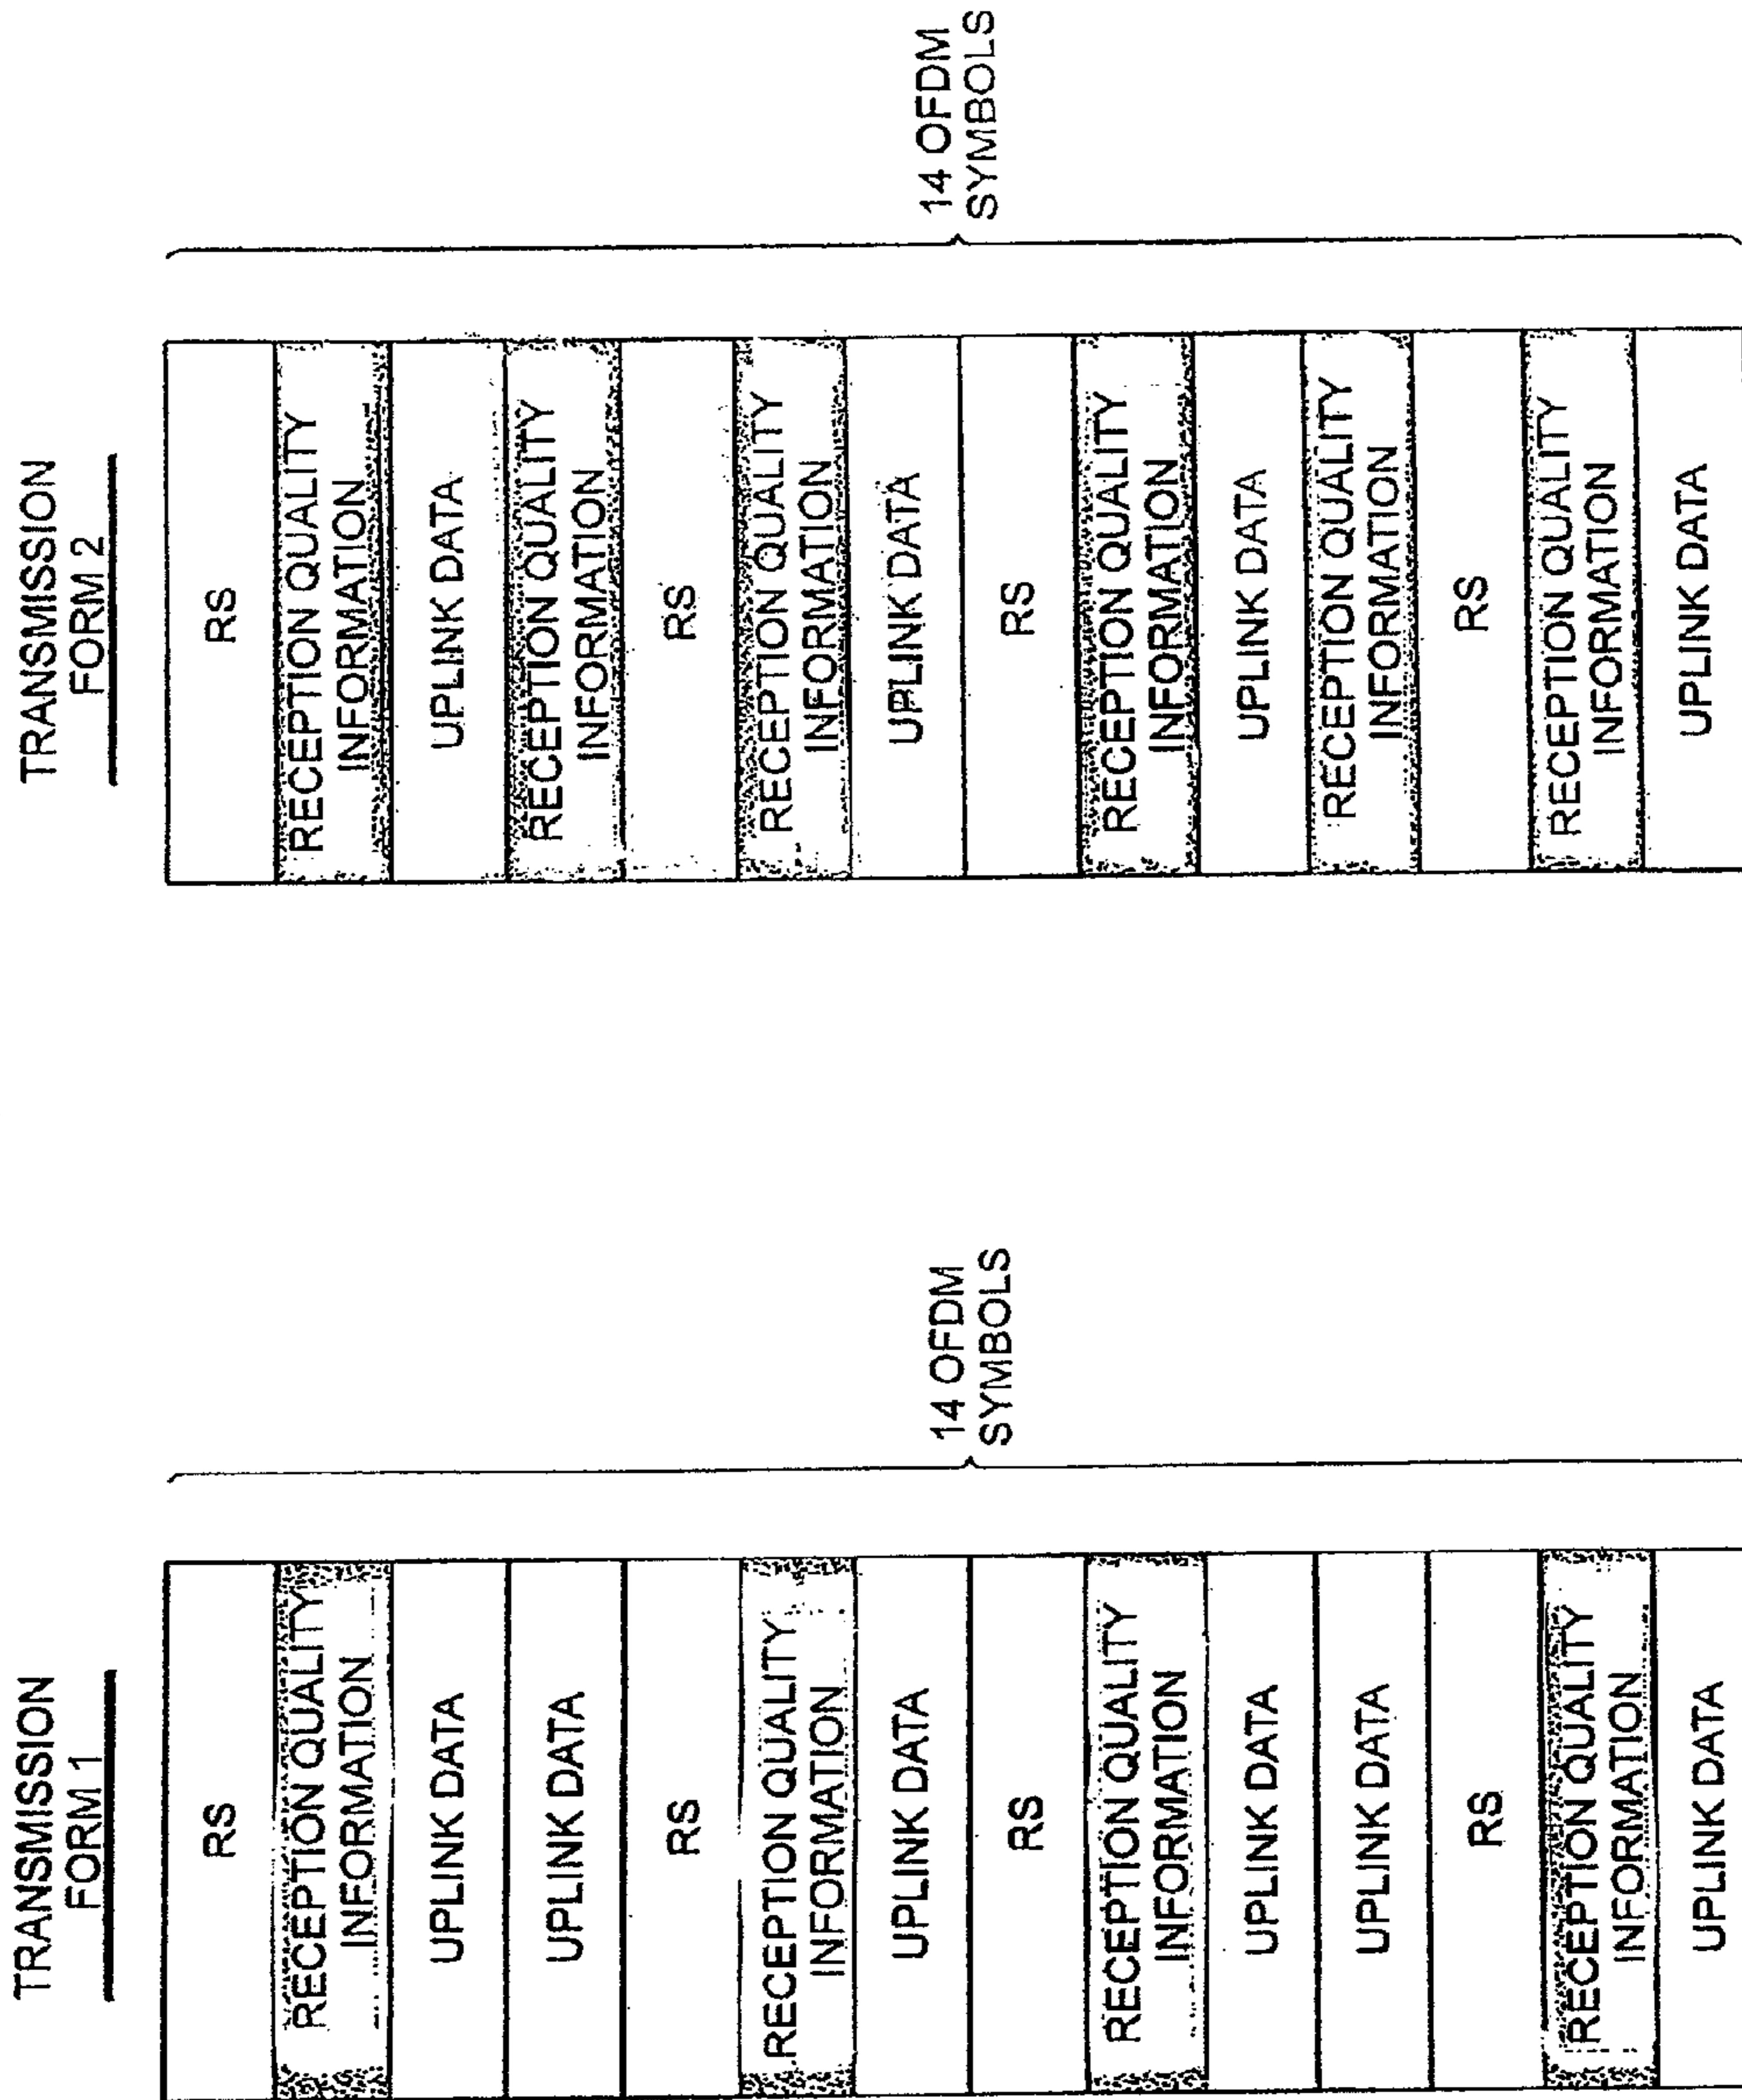 TRANSMISSION
FORM 1
RS
RECEPTION QUALITY
INFORMATION
UPLINK DATA
UPLINK DATA
RS
RECEPTION QUALITY
INFORMATION
UPLINK DATA
RS
RECEPTION QUALITY
INFORMATION
UPLINK DATA
UPLINK DATA
RS
RECEPTION QUALITY
INFORMATION
UPLINK DATA
14 OFDM
SYMBOLS
TRANSMISSION
FORM 2
RS
RECEPTION QUALITY
INFORMATION
UPLINK DATA
RECEPTION QUALITY
INFORMATION
RS
RECEPTION QUALITY
INFORMATION
UPLINK DATA
RS
RECEPTION QUALITY
INFORMATION
UPLINK DATA
RECEPTION QUALITY
INFORMATION
RS
RECEPTION QUALITY
INFORMATION
UPLINK DATA
14 OFDM
SYMBOLS